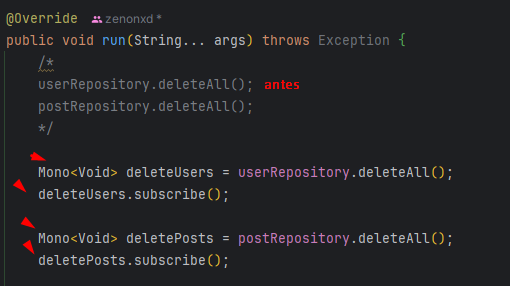 @Override zenonxd *
public void run(String... args) throws Exception {
/*
userRepository.deleteAll(); antes
postRepository.deleteAll();
*/
Mono<Void> deleteUsers = userRepository.deleteAll();
deleteUsers.subscribe();
Mono<Void> deletePosts = postRepository.deleteAll();
deletePosts.subscribe();